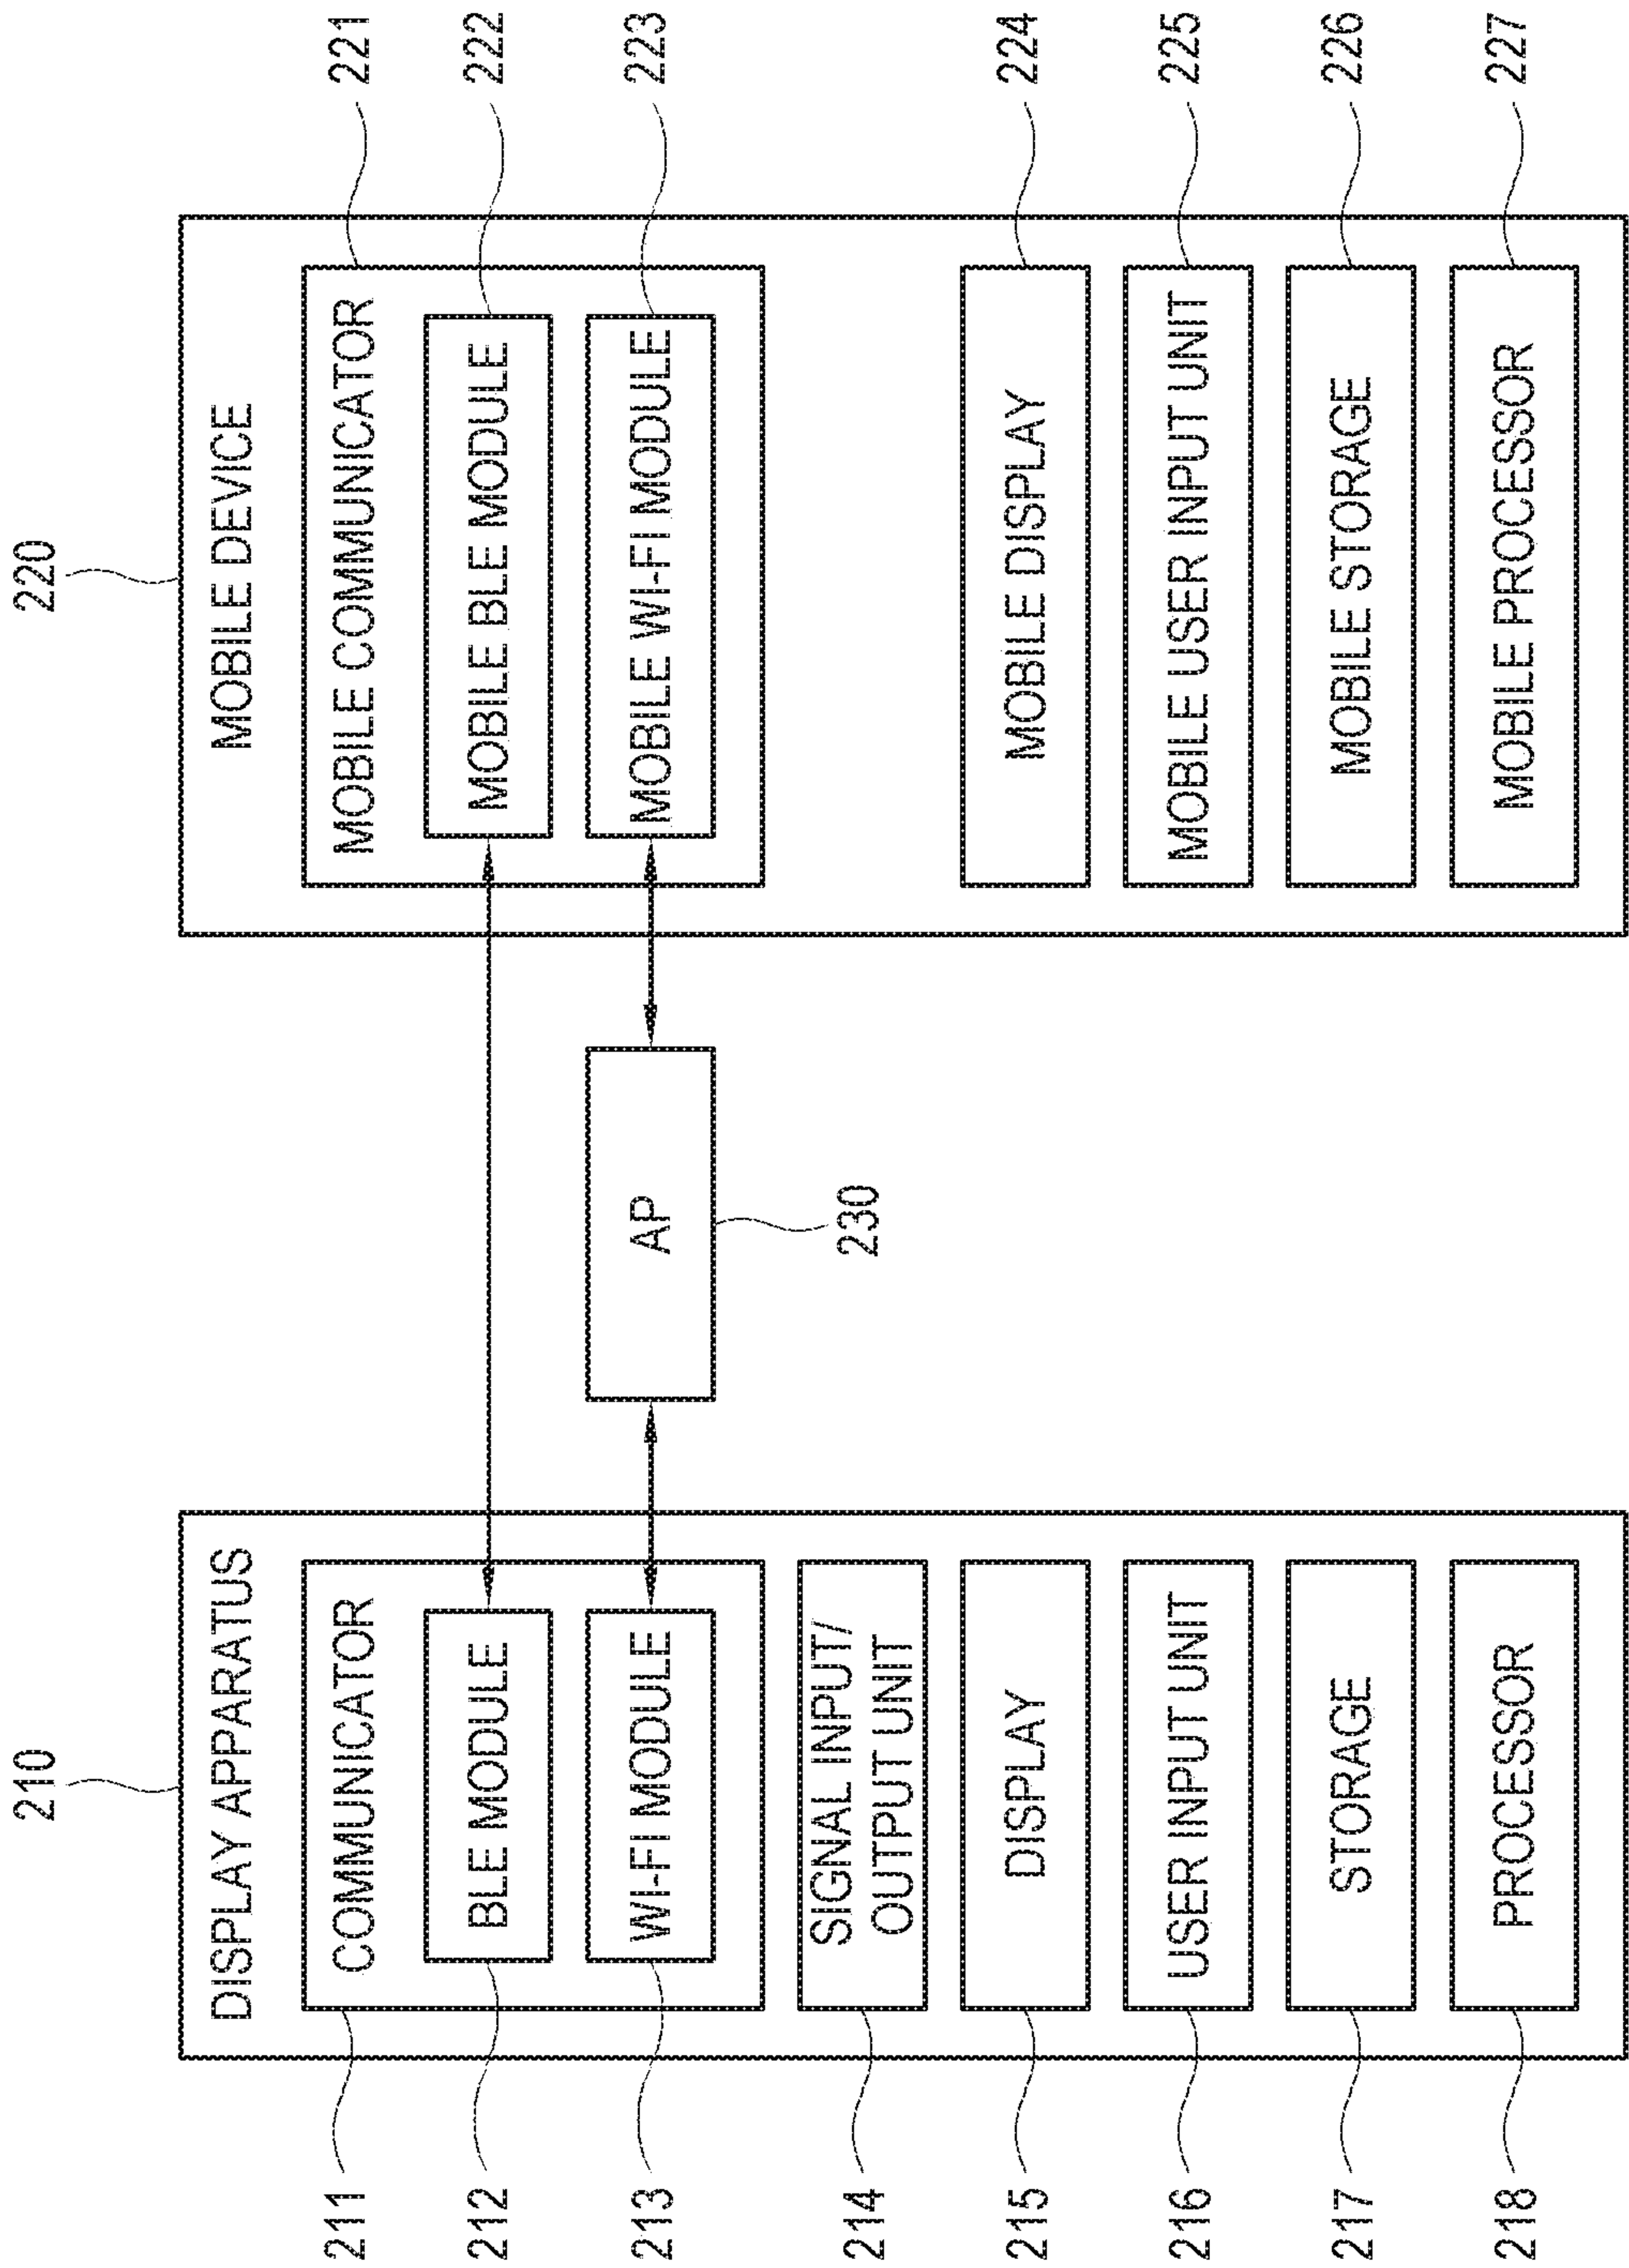 210
220
DISPLAY APPARATUS
MOBILE DEVICE
211
COMMUNICATOR
MOBILE COMMUNICATOR
221
212
BLE MODULE
MOBILE BLE MODULE
222
213
WI-FI MODULE
AP
MOBILE WI-FI MODULE
223
230
214
SIGNAL INPUT/
OUTPUT UNIT
215
DISPLAY
MOBILE DISPLAY
224
216
USER INPUT UNIT
MOBILE USER INPUT UNIT
225
217
STORAGE
MOBILE STORAGE
226
218
PROCESSOR
MOBILE PROCESSOR
227